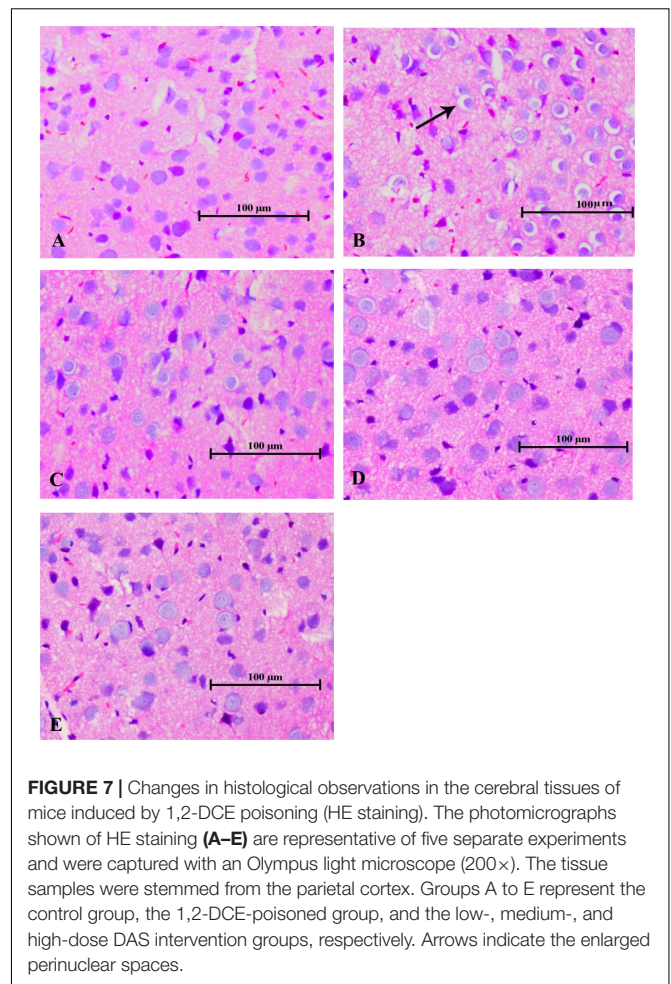 100 µm
A
100µm
B
100 µm
C
100 µm
D
100 µm
E
FIGURE 7 | Changes in histological observations in the cerebral tissues of
mice induced by 1,2-DCE poisoning (HE staining). The photomicrographs
shown of HE staining (A–E) are representative of five separate experiments
and were captured with an Olympus light microscope (200×). The tissue
samples were stemmed from the parietal cortex. Groups A to E represent the
control group, the 1,2-DCE-poisoned group, and the low-, medium-, and
high-dose DAS intervention groups, respectively. Arrows indicate the enlarged
perinuclear spaces.